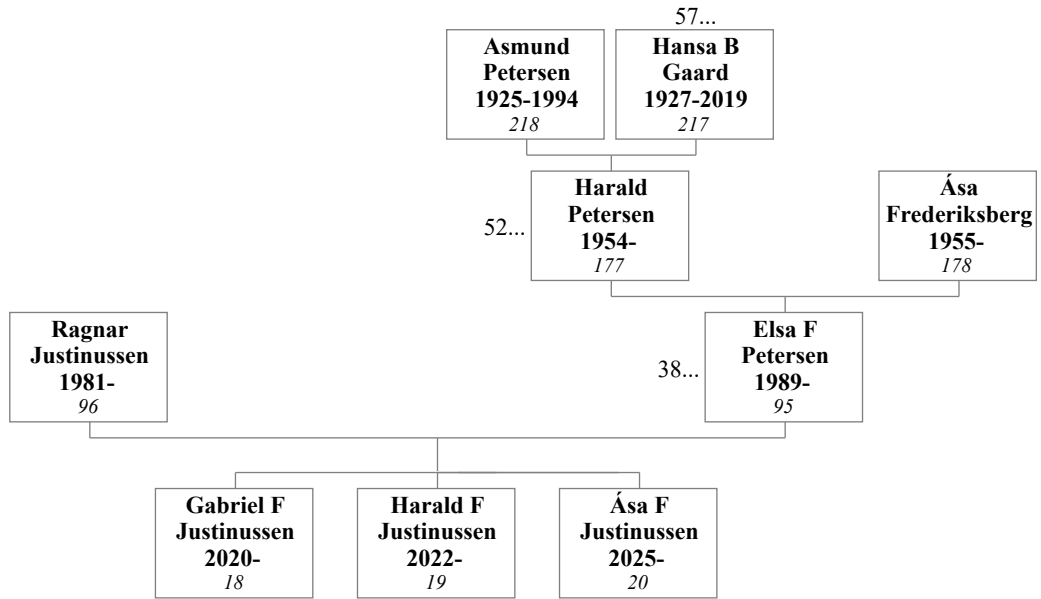 57...
Asmund
Petersen
1925-1994
218
Hansa B
Gaard
1927-2019
217
52...
Harald
Petersen
1954-
177
Ása
Frederiksberg
1955-
178
Ragnar
Justinussen
1981-
96
38...
Elsa F
Petersen
1989-
95
Gabriel F
Justinussen
2020-
18
Harald F
Justinussen
2022-
19
Ása F
Justinussen
2025-
20